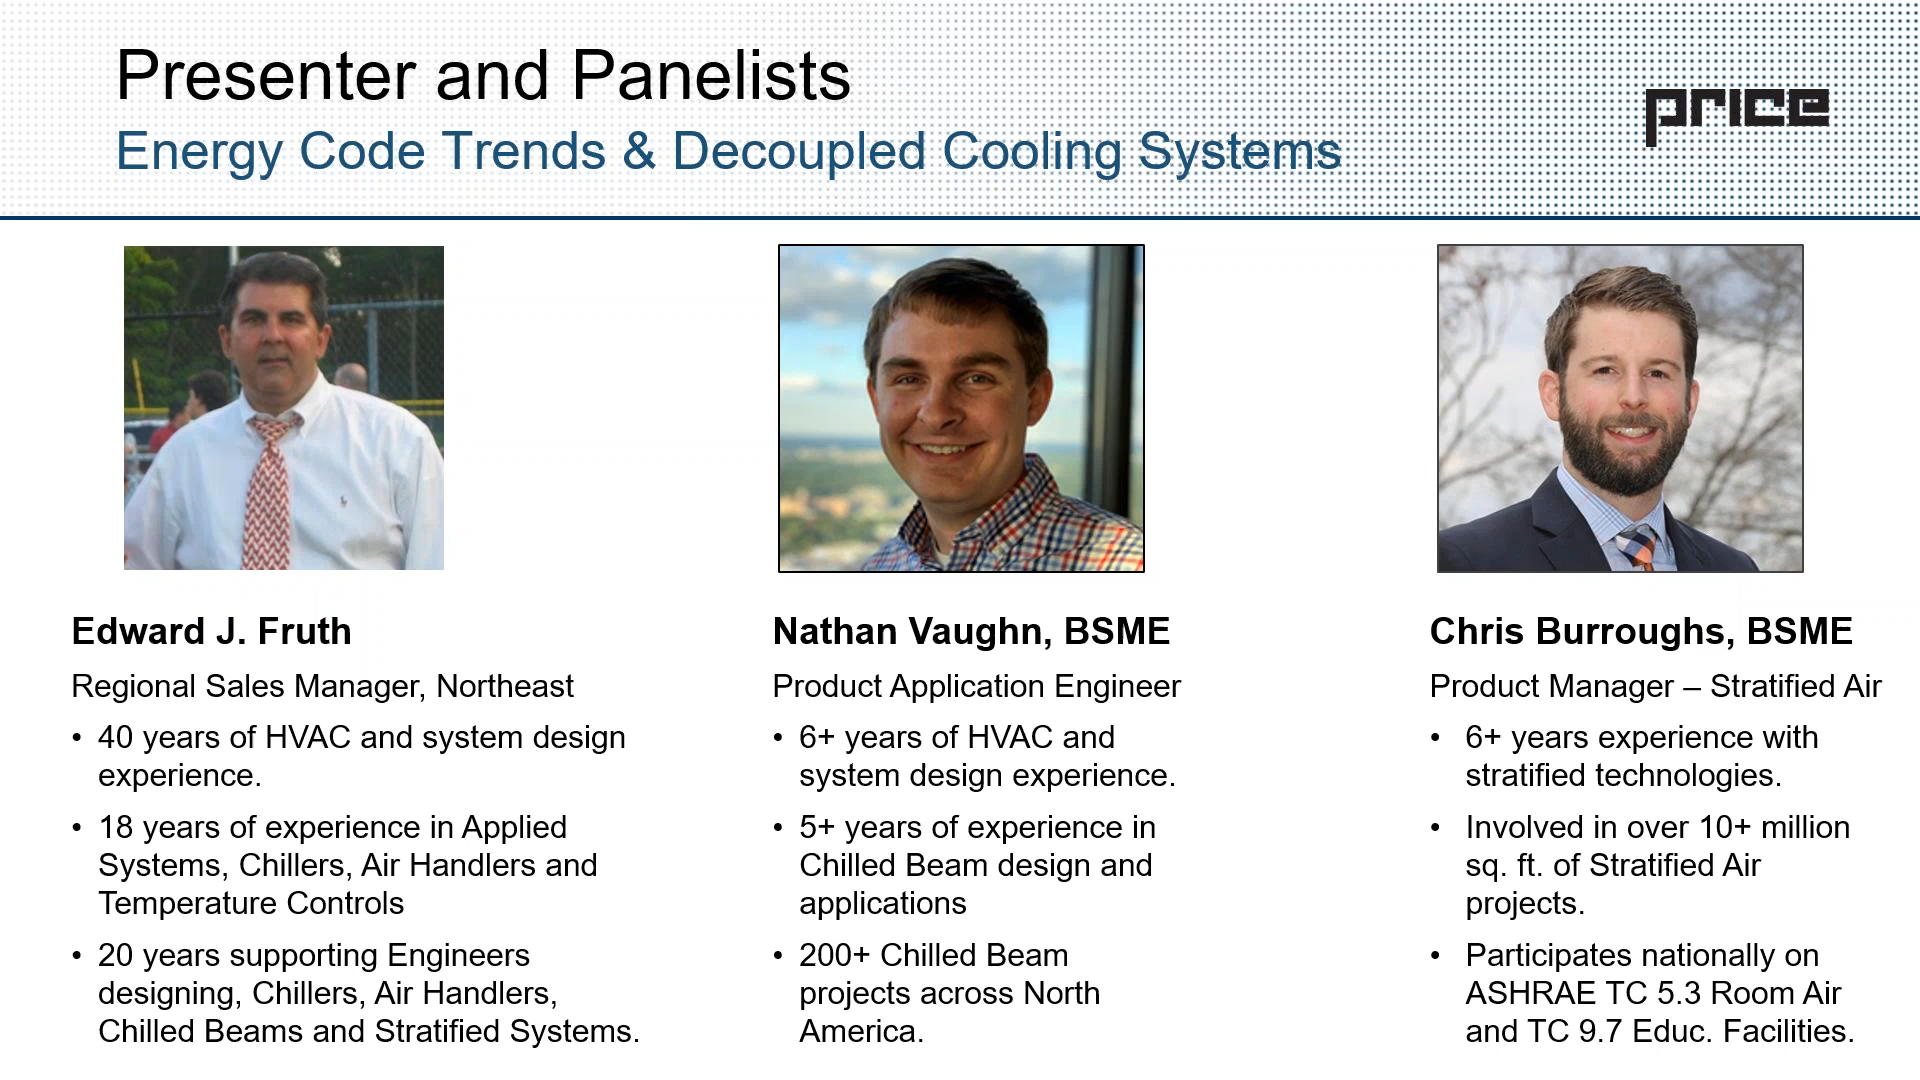 Presenter and Panelists
Energy Code Trends & Decoupled Cooling Systems
price
Edward J. Fruth
Regional Sales Manager, Northeast
• 40 years of HVAC and system design
experience.
• 18 years of experience in Applied
Systems, Chillers, Air Handlers and
Temperature Controls
• 20 years supporting Engineers
designing, Chillers, Air Handlers,
Chilled Beams and Stratified Systems.
Nathan Vaughn, BSME
Product Application Engineer
• 6+ years of HVAC and
system design experience.
• 5+ years of experience in
Chilled Beam design and
applications
• 200+ Chilled Beam
projects across North
America.
Chris Burroughs, BSME
Product Manager – Stratified Air
• 6+ years experience with
stratified technologies.
• Involved in over 10+ million
sq. ft. of Stratified Air
projects.
• Participates nationally on
ASHRAE TC 5.3 Room Air
and TC 9.7 Educ. Facilities.